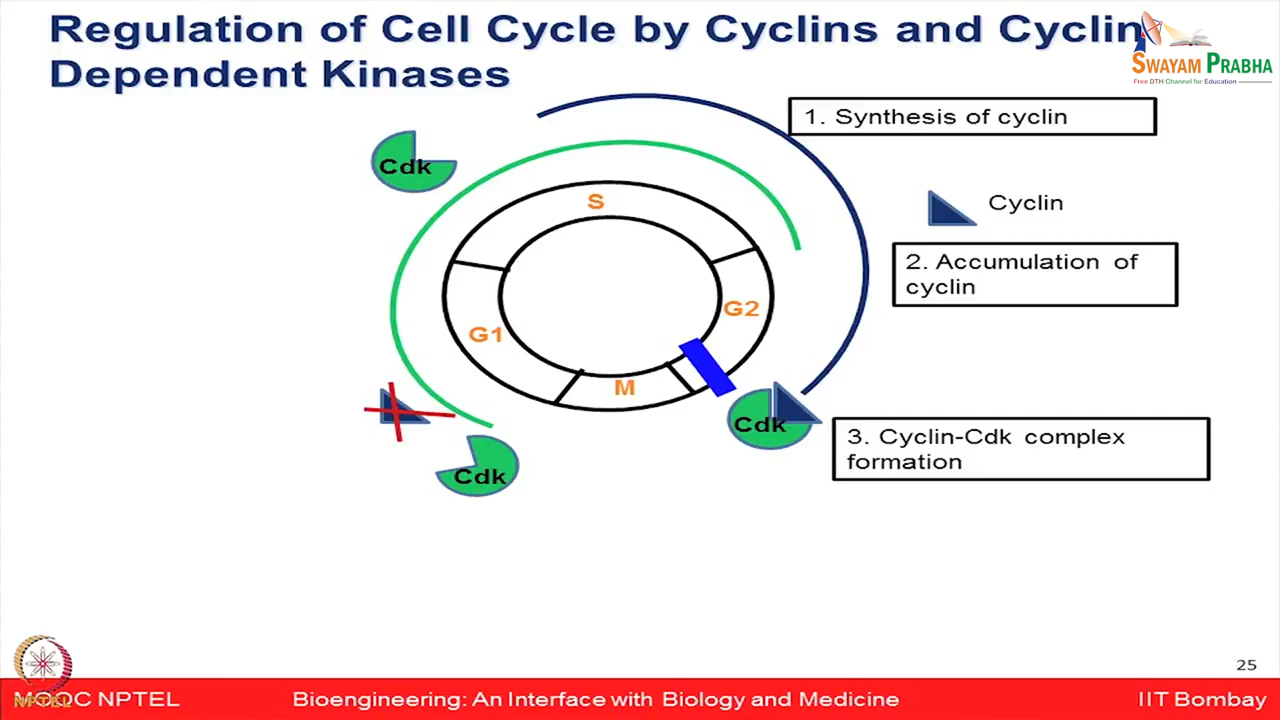 Regulation of Cell Cycle by Cyclins and Cyclin
Dependent Kinases
SWAYAM PRABHA
Free DTH Channel for Education
1. Synthesis of cyclin
Cdk
S
Cyclin
2. Accumulation of
cyclin
G2
G1
M
Cdk
3. Cyclin-Cdk complex
formation
Cdk
25
MOOC NPTEL
NPTEL
Bioengineering: An Interface with Biology and Medicine
IIT Bombay